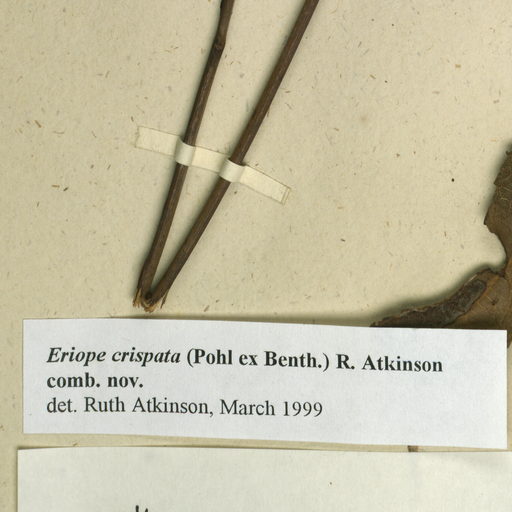 Eriope crispata (Pohl ex Benth.) R. Atkinson
comb. nov.
det. Ruth Atkinson, March 1999